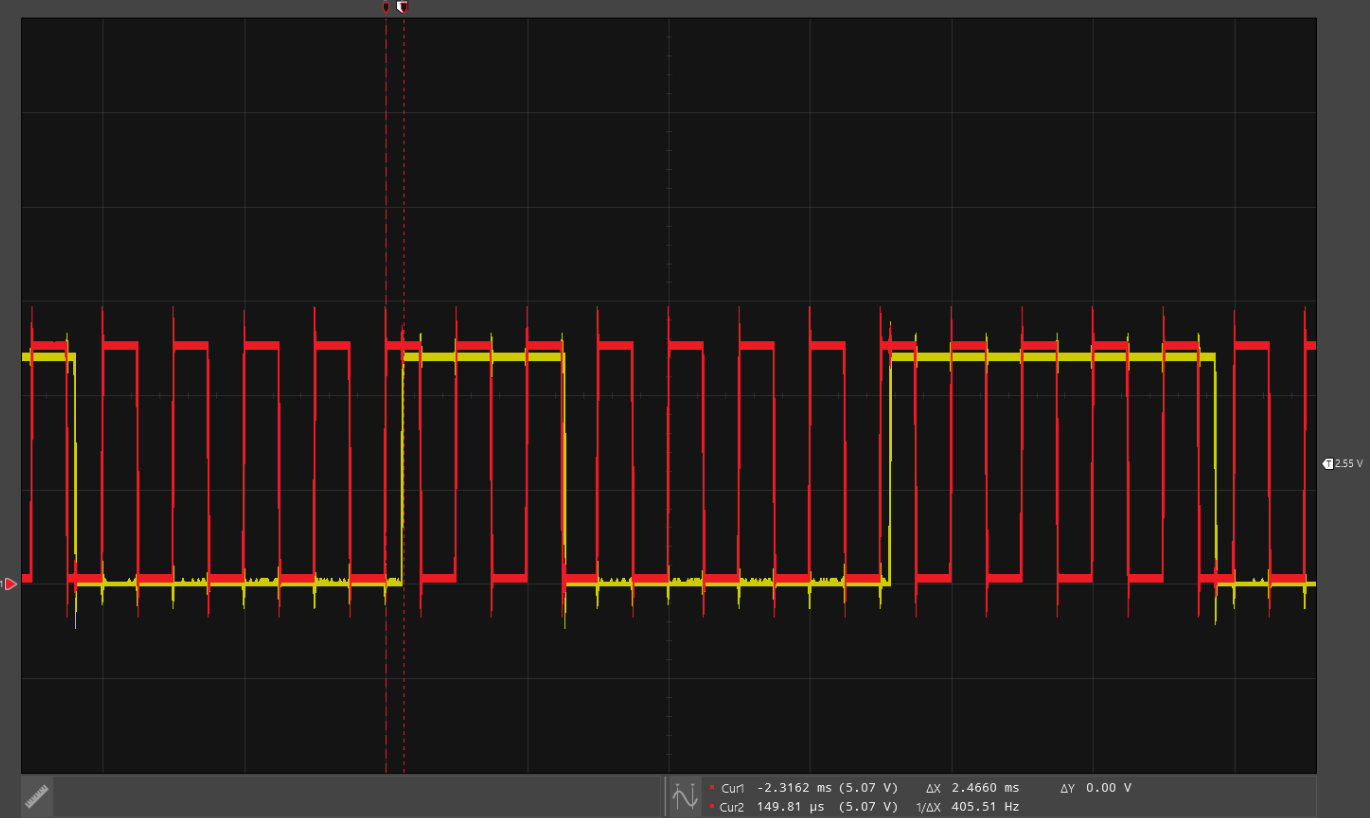 T 2.55 V
1
Cur1 -2.3162 ms (5.07 V) ΔX 2.4660 ms ΔY 0.00 V
Cur2 149.81 µs (5.07 V) 1/ΔX 405.51 Hz